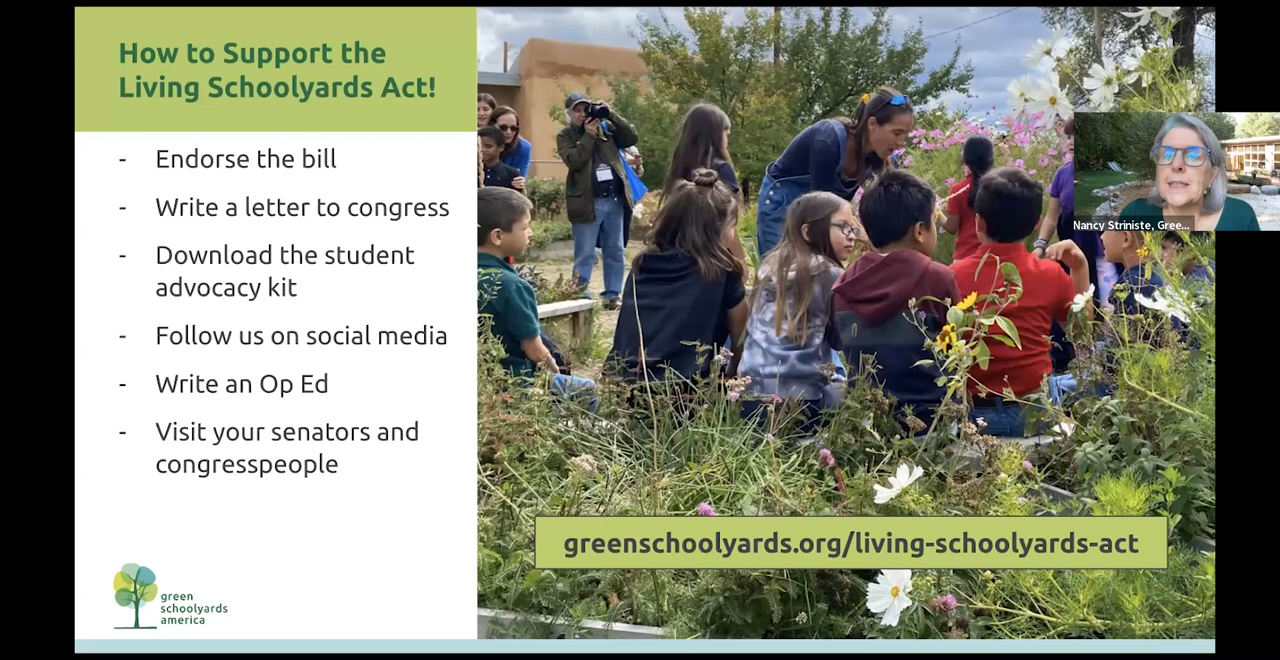 How to Support the
Living Schoolyards Act!
- Endorse the bill
- Write a letter to congress
- Download the student
advocacy kit
- Follow us on social media
- Write an Op Ed
- Visit your senators and
congresspeople
green
schoolyards
america
greenschoolyards.org/living-schoolyards-act
Nancy Striniste, Gree...